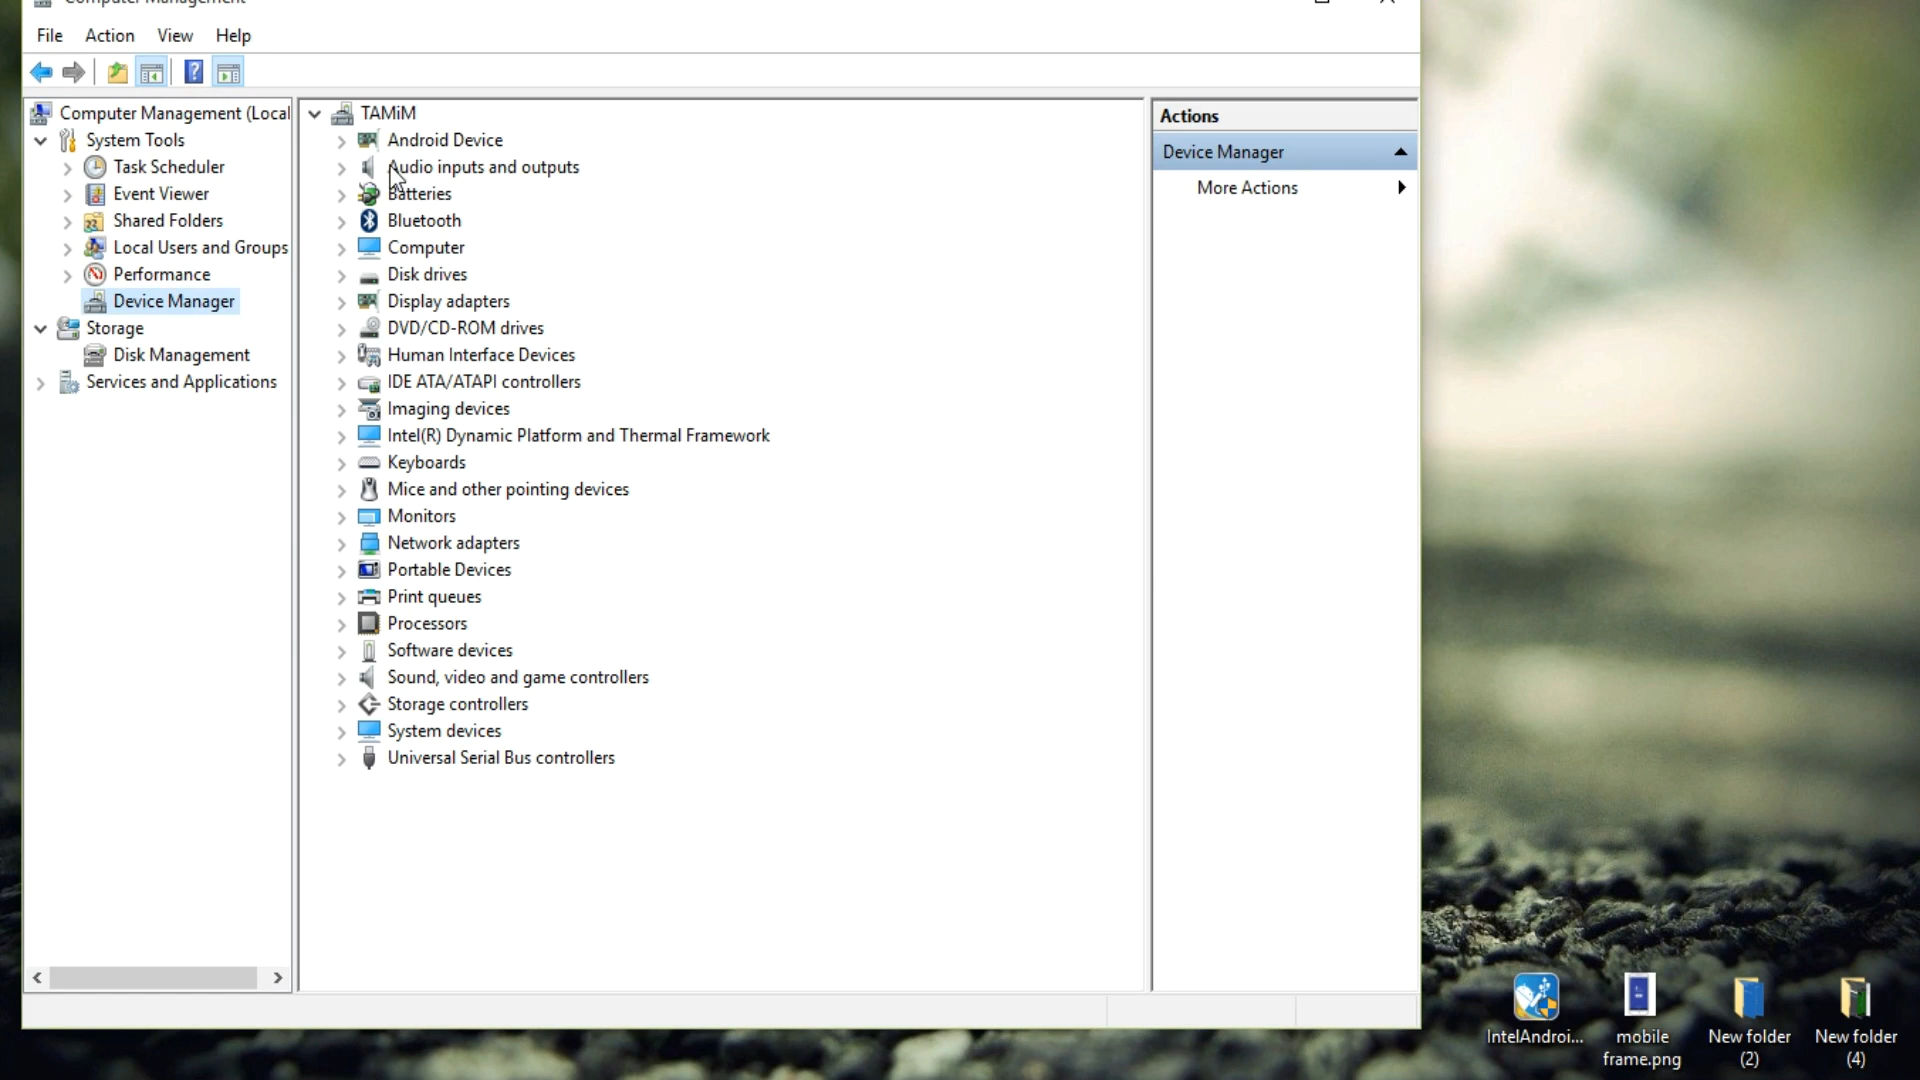 Computer Management
File Action View Help
Computer Management (Local
System Tools
Task Scheduler
Event Viewer
Shared Folders
Local Users and Groups
Performance
Device Manager
Storage
Disk Management
Services and Applications
TAMiM
Android Device
Audio inputs and outputs
Batteries
Bluetooth
Computer
Disk drives
Display adapters
DVD/CD-ROM drives
Human Interface Devices
IDE ATA/ATAPI controllers
Imaging devices
Intel(R) Dynamic Platform and Thermal Framework
Keyboards
Mice and other pointing devices
Monitors
Network adapters
Portable Devices
Print queues
Processors
Software devices
Sound, video and game controllers
Storage controllers
System devices
Universal Serial Bus controllers
Actions
Device Manager
More Actions
IntelAndroi...
mobile
frame.png
New folder
(2)
New folder
(4)